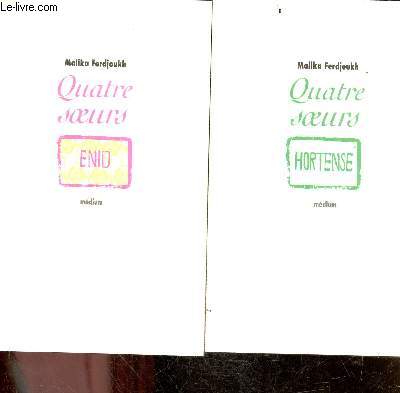 Le-livre.com
Malika Ferdjoukh
Quatre
sœurs
ENID
médium
Malika Ferdjoukh
Quatre
sœurs
HORTENSE
médium